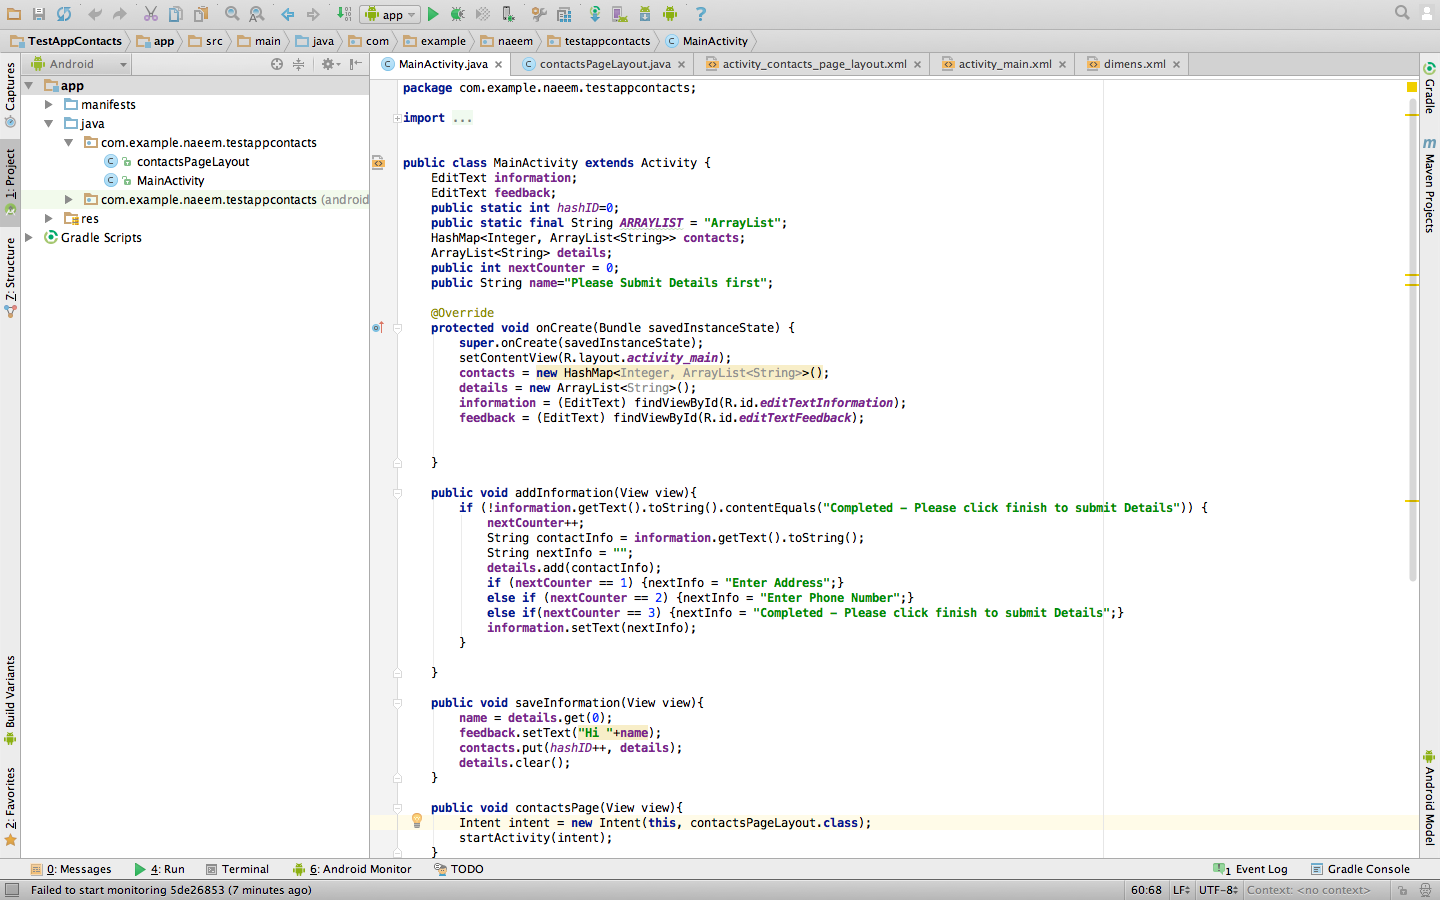 app
TestAppContacts
app
src
main
java
com
example
naeem
testappcontacts
MainActivity
Android
MainActivity.java
contactsPageLayout.java
activity_contacts_page_layout.xml
activity_main.xml
dimens.xml
Captures
1: Project
Z: Structure
Build Variants
2: Favorites
app
manifests
java
com.example.naeem.testappcontacts
contactsPageLayout
MainActivity
com.example.naeem.testappcontacts (android
res
Gradle Scripts
package com.example.naeem.testappcontacts;
import ...
public class MainActivity extends Activity {
EditText information;
EditText feedback;
public static int hashID=0;
public static final String ARRAYLIST = "ArrayList";
HashMap<Integer, ArrayList<String>> contacts;
ArrayList<String> details;
public int nextCounter = 0;
public String name="Please Submit Details first";
@Override
protected void onCreate(Bundle savedInstanceState) {
super.onCreate(savedInstanceState);
setContentView(R.layout.activity_main);
contacts = new HashMap<Integer, ArrayList<String>>();
details = new ArrayList<String>();
information = (EditText) findViewById(R.id.editTextInformation);
feedback = (EditText) findViewById(R.id.editTextFeedback);
}
public void addInformation(View view){
if (!information.getText().toString().contentEquals("Completed - Please click finish to submit Details")) {
nextCounter++;
String contactInfo = information.getText().toString();
String nextInfo = "";
details.add(contactInfo);
if (nextCounter == 1) {nextInfo = "Enter Address";}
else if (nextCounter == 2) {nextInfo = "Enter Phone Number";}
else if(nextCounter == 3) {nextInfo = "Completed - Please click finish to submit Details";}
information.setText(nextInfo);
}
}
public void saveInformation(View view){
name = details.get(0);
feedback.setText("Hi "+name);
contacts.put(hashID++, details);
details.clear();
}
public void contactsPage(View view){
Intent intent = new Intent(this, contactsPageLayout.class);
startActivity(intent);
}
Gradle
Maven Projects
Android Model
0: Messages
4: Run
Terminal
6: Android Monitor
TODO
1 Event Log
Gradle Console
Failed to start monitoring 5de26853 (7 minutes ago)
60:68
LF
UTF-8
Context: <no context>